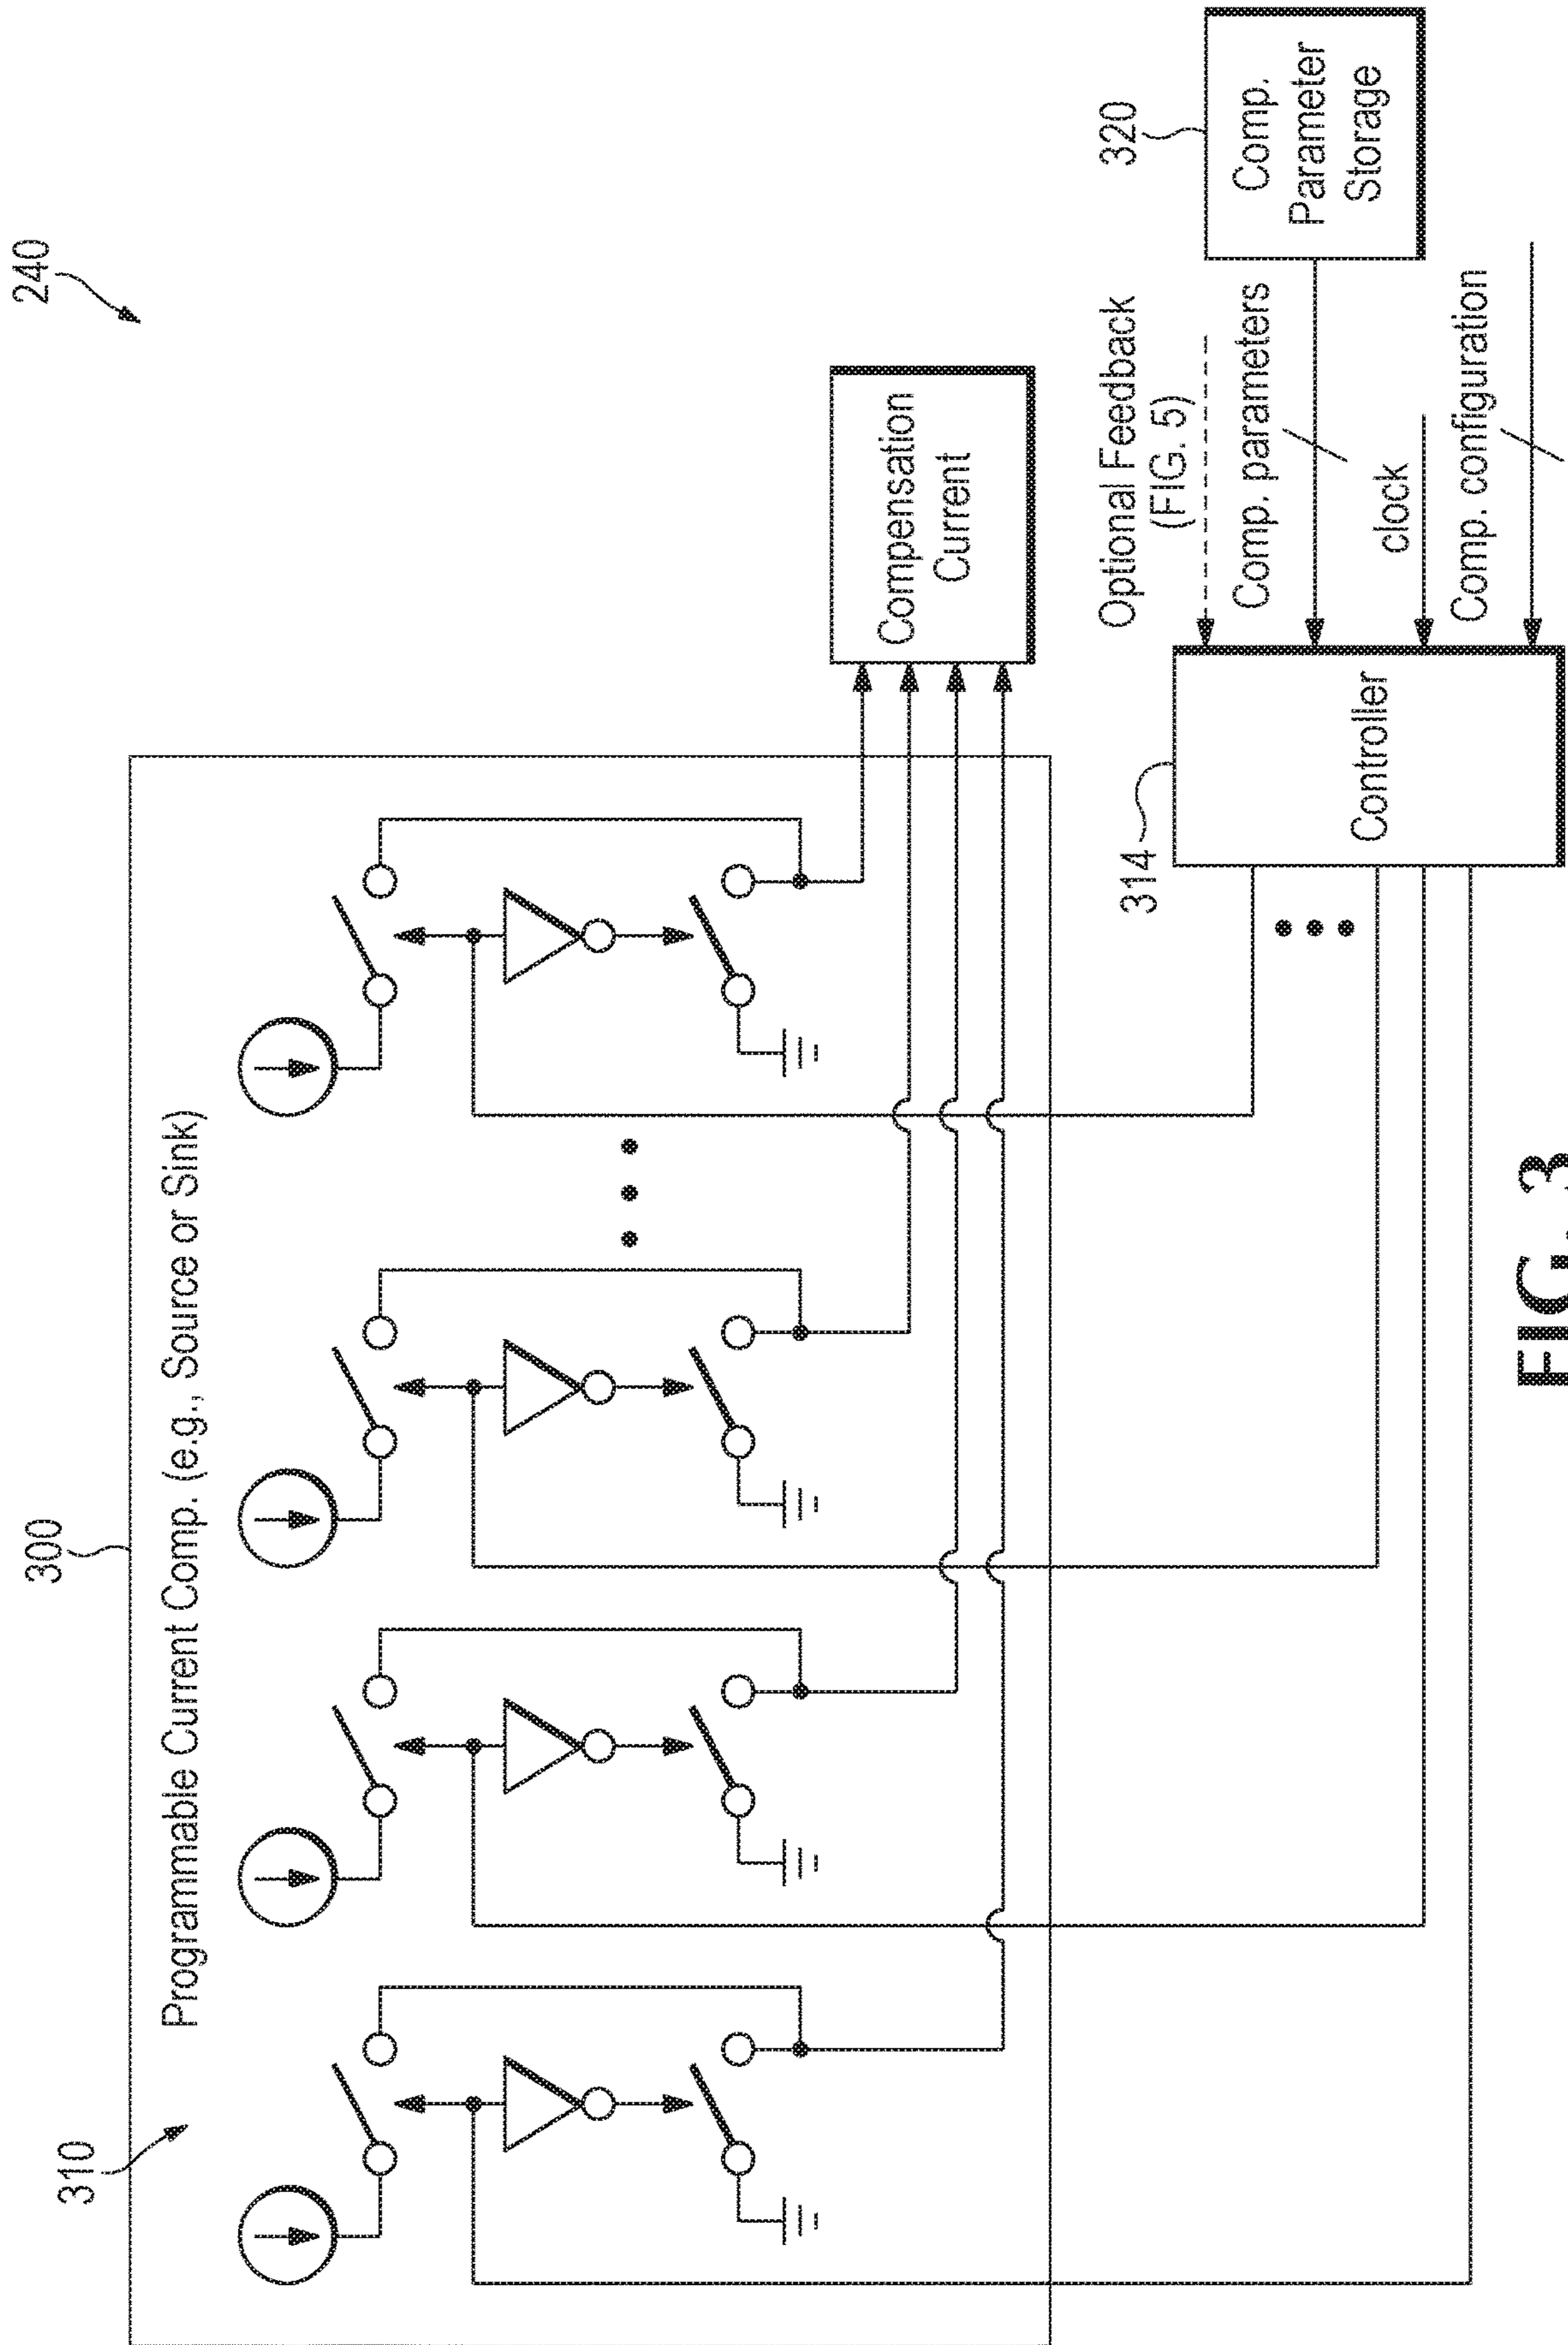 240
300
310
Programmable Current Comp. (e.g., Source or Sink)
Compensation
Current
320
Comp.
Parameter
Storage
Optional Feedback
(FIG. 5)
Comp. parameters
clock
Comp. configuration
314
Controller
FIG. 3